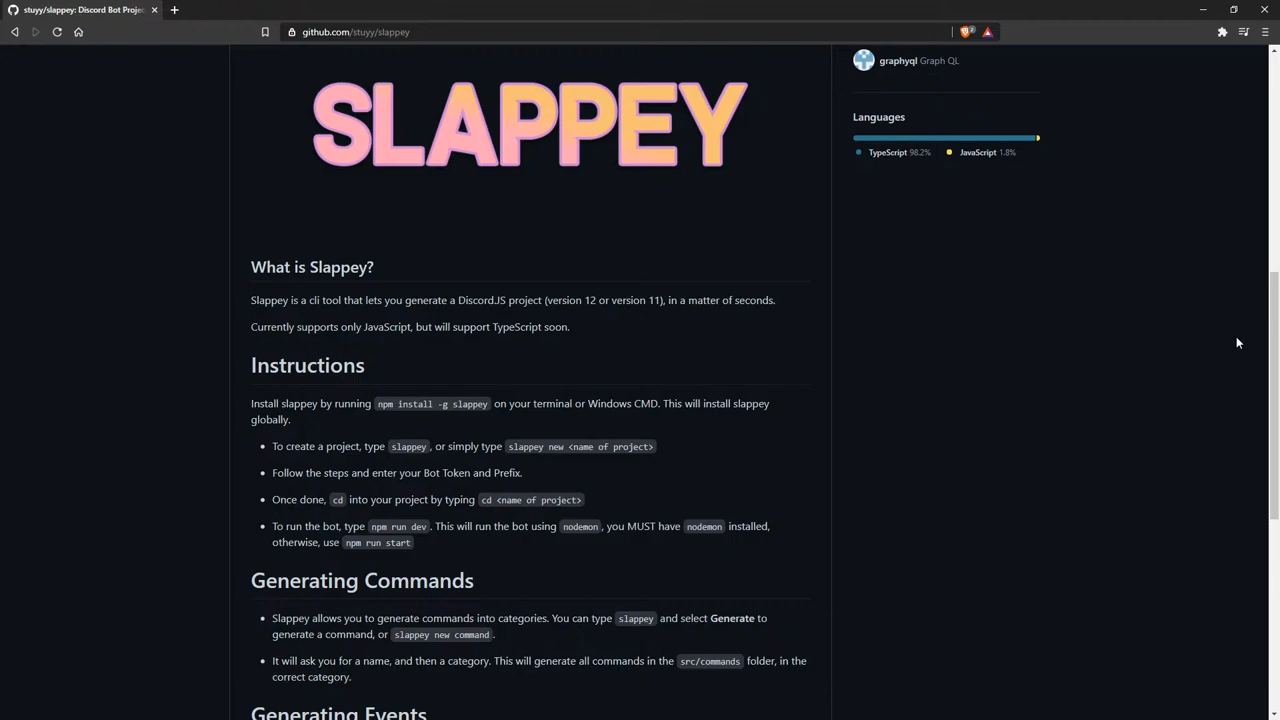 stuyy/slappey: Discord Bot Proje
github.com/stuyy/slappey
2
SLAPPEY
graphyql Graph QL
Languages
TypeScript 98.2% JavaScript 1.8%
What is Slappey?
Slappey is a cli tool that lets you generate a DiscordJS project (version 12 or version 11), in a matter of seconds.
Currently supports only JavaScript, but will support TypeScript soon.
Instructions
Install slappey by running npm install -g slappey on your terminal or Windows CMD. This will install slappey
globally.
To create a project, type slappey, or simply type slappey new <name of project>
Follow the steps and enter your Bot Token and Prefix.
Once done, cd into your project by typing cd <name of project>
To run the bot, type npm run dev. This will run the bot using nodemon, you MUST have nodemon installed,
otherwise, use npm run start
Generating Commands
Slappey allows you to generate commands into categories. You can type slappey and select Generate to
generate a command, or slappey new command.
It will ask you for a name, and then a category. This will generate all commands in the src/commands folder, in the
correct category.
Generating Events